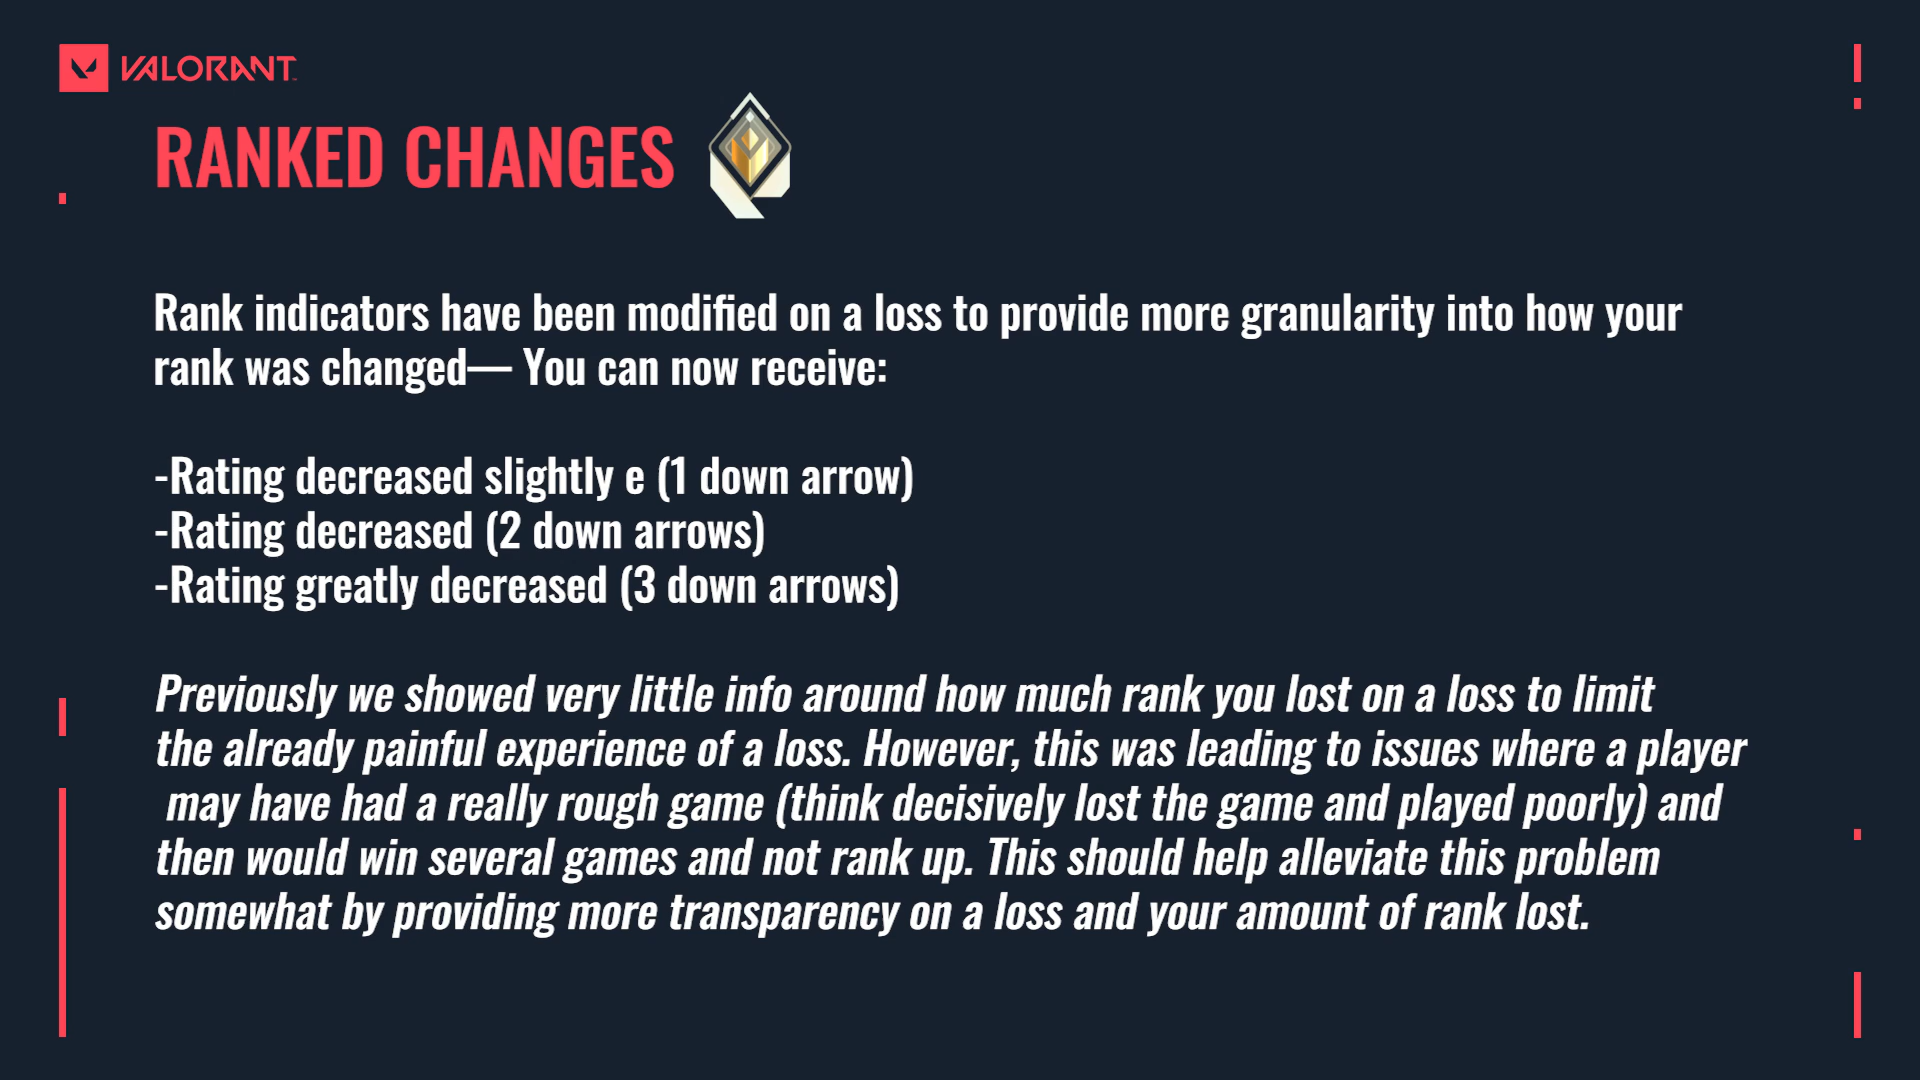 VALORANT
RANKED CHANGES
Rank indicators have been modified on a loss to provide more granularity into how your
rank was changed— You can now receive:
-Rating decreased slightly e (1 down arrow)
-Rating decreased (2 down arrows)
-Rating greatly decreased (3 down arrows)
Previously we showed very little info around how much rank you lost on a loss to limit
the already painful experience of a loss. However, this was leading to issues where a player
may have had a really rough game (think decisively lost the game and played poorly) and
then would win several games and not rank up. This should help alleviate this problem
somewhat by providing more transparency on a loss and your amount of rank lost.